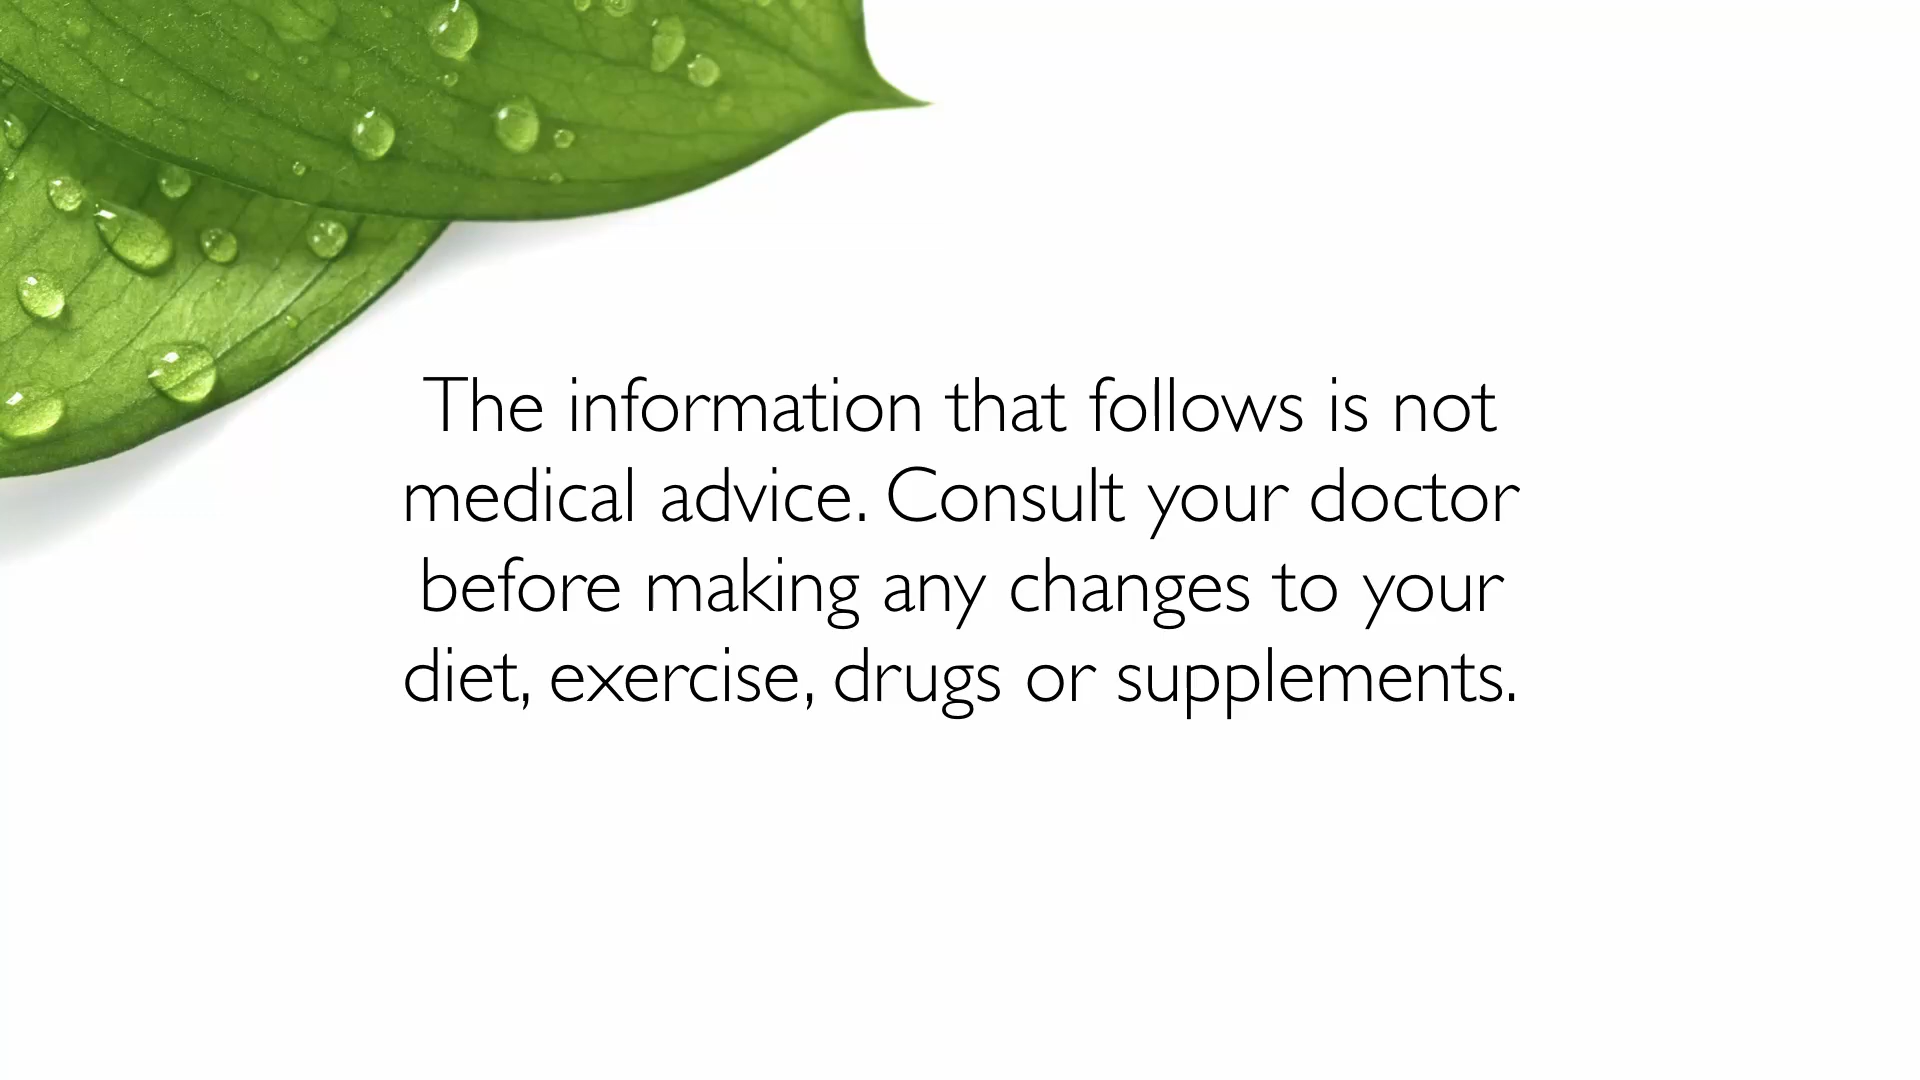 The information that follows is not
medical advice. Consult your doctor
before making any changes to your
diet, exercise, drugs or supplements.